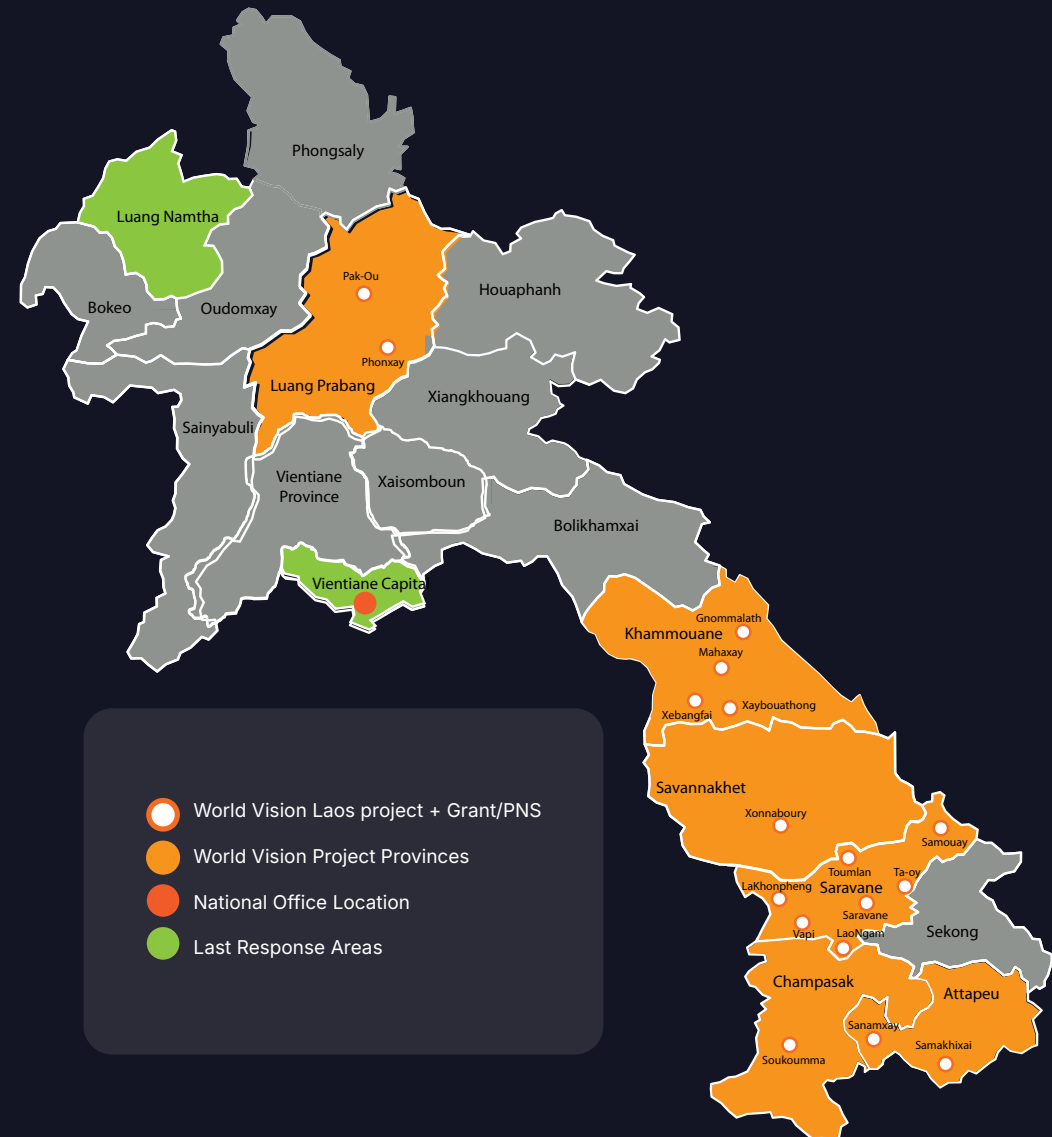 Phongsaly
Luang Namtha
Pak-Ou
Houaphanh
Bokeo
Oudomxay
Phonxay
Luang Prabang
Xiangkhouang
Sainyabuli
Vientiane
Province
Xaisomboun
Bolikhamxai
Vientiane Capita
Gnommalath
Khammouane
Mahaxay
Xaybouathong
Xebangfai
Savannakhet
Xonnaboury
Samouay
Toumlan
Ta-oy
LaKhonpheng
Saravane
Saravane
Vapi
LaoNgam
Sekong
Champasak
Attapeu
Sanamxay
Samakhixai
Soukoumma
World Vision Laos project + Grant/PNS
World Vision Project Provinces
National Office Location
Last Response Areas